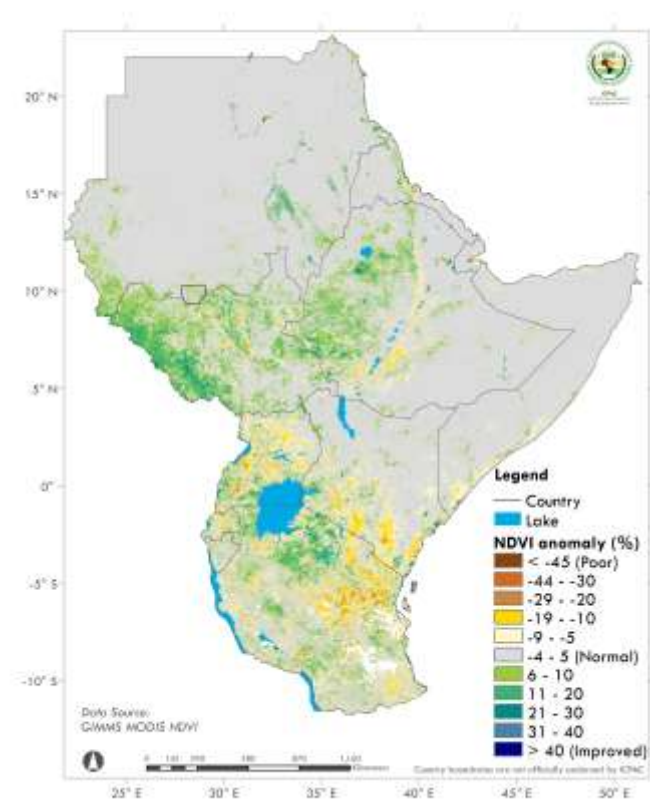 20° N
15° N
10° N
5° N
0°
-5° S
-10° S
Legend
Country
Lake
NDVI anomaly (%)
< -45 (Poor)
-44 - -30
-29 - -20
-19 - -10
-9 - -5
-4 - 5 (Normal)
6 - 10
11 - 20
21 - 30
31 - 40
> 40 (Improved)
Data Source:
GIMMS MODIS NDVI
Country boundaries are not officially endorsed by ICPAC
25° E 30° E 35° E 40° E 45° E 50° E